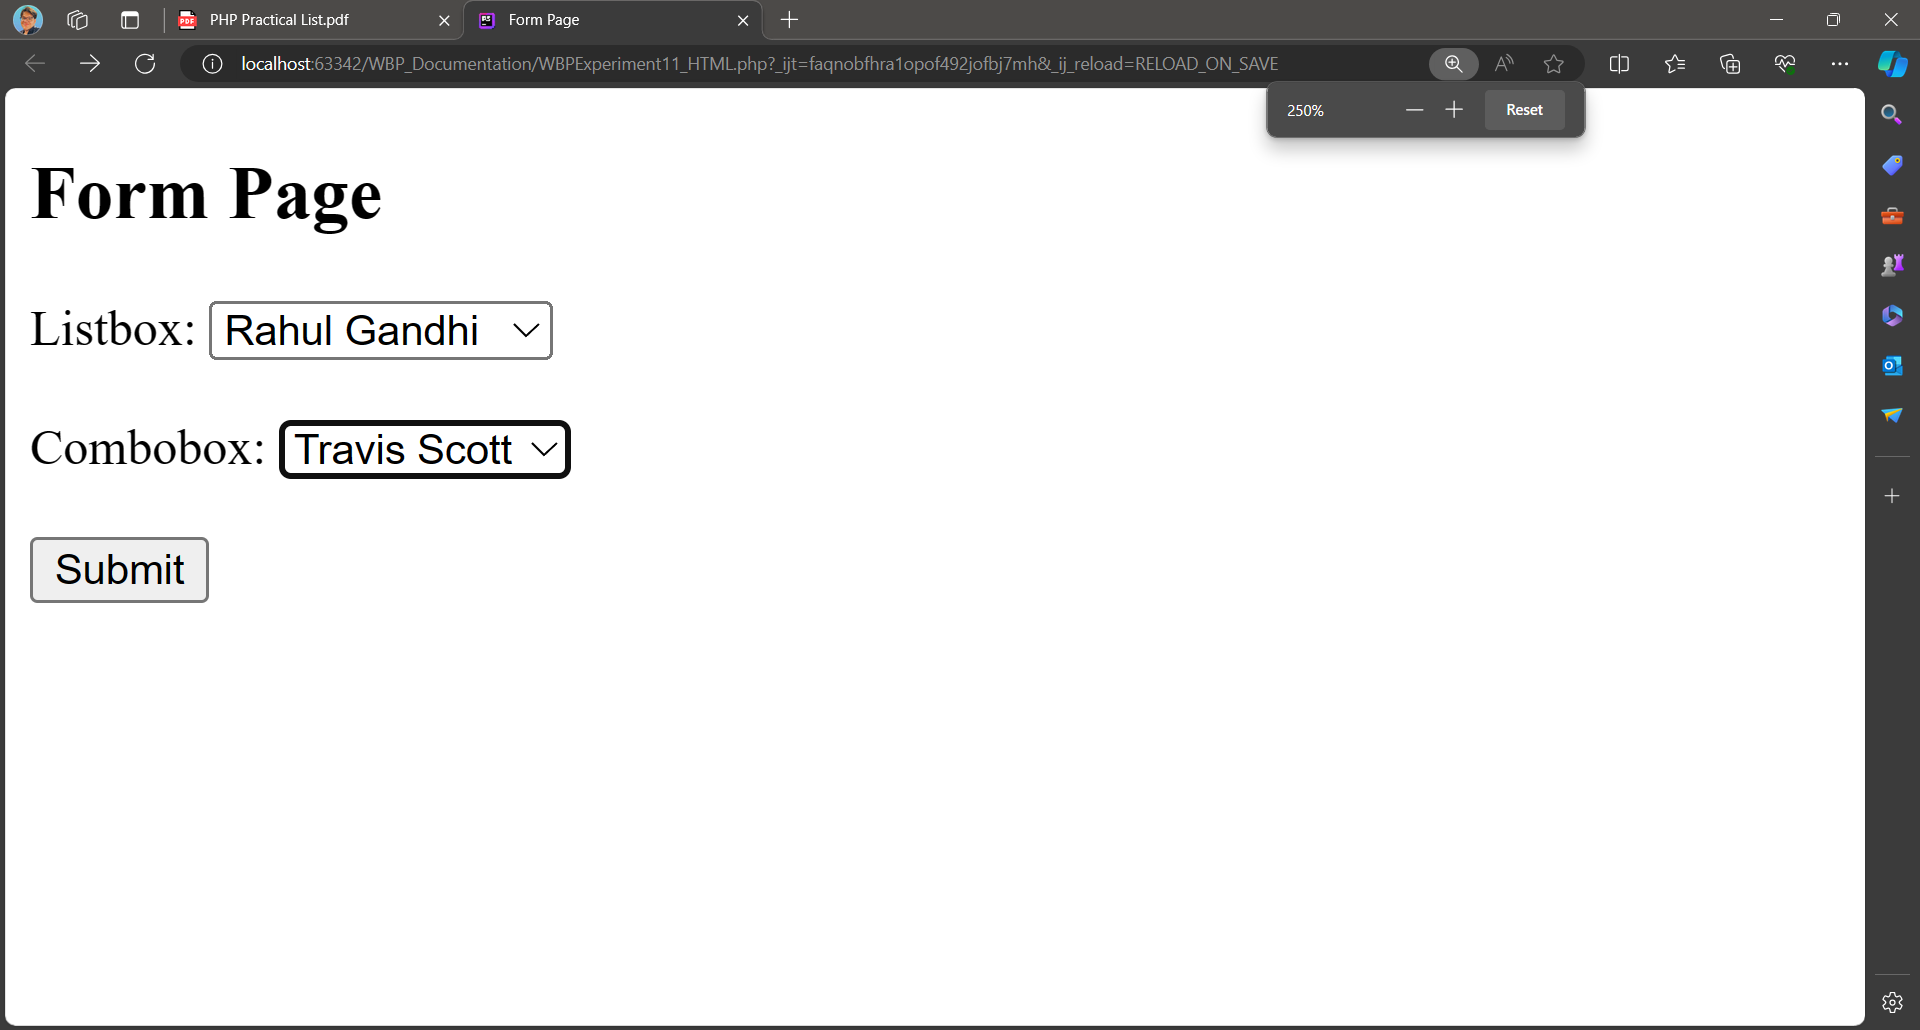 PHP Practical List.pdf
Form Page
localhost:63342/WBP_Documentation/WBPExperiment11_HTML.php?_ijt=faqnobfhra1opof492jofbj7mh&_ij_reload=RELOAD_ON_SAVE
250%
Reset
Form Page
Listbox: Rahul Gandhi
Combobox: Travis Scott
Submit